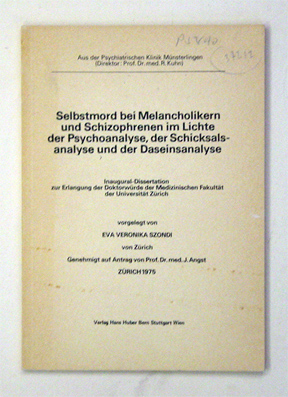 Aus der Psychiatrischen Klinik Münsterlingen
(Direktor: Prof. Dr. med. R. Kuhn)
Selbstmord bei Melancholikern
und Schizophrenen im Lichte
der Psychoanalyse, der Schicksals-
analyse und der Daseinsanalyse
Inaugural-Dissertation
zur Erlangung der Doktorwürde der Medizinischen Fakultät
der Universität Zürich
vorgelegt von
EVA VERONIKA SZONDI
von Zürich
Genehmigt auf Antrag von Prof. Dr. med. J. Angst
ZÜRICH 1975
Verlag Hans Huber Bern Stuttgart Wien